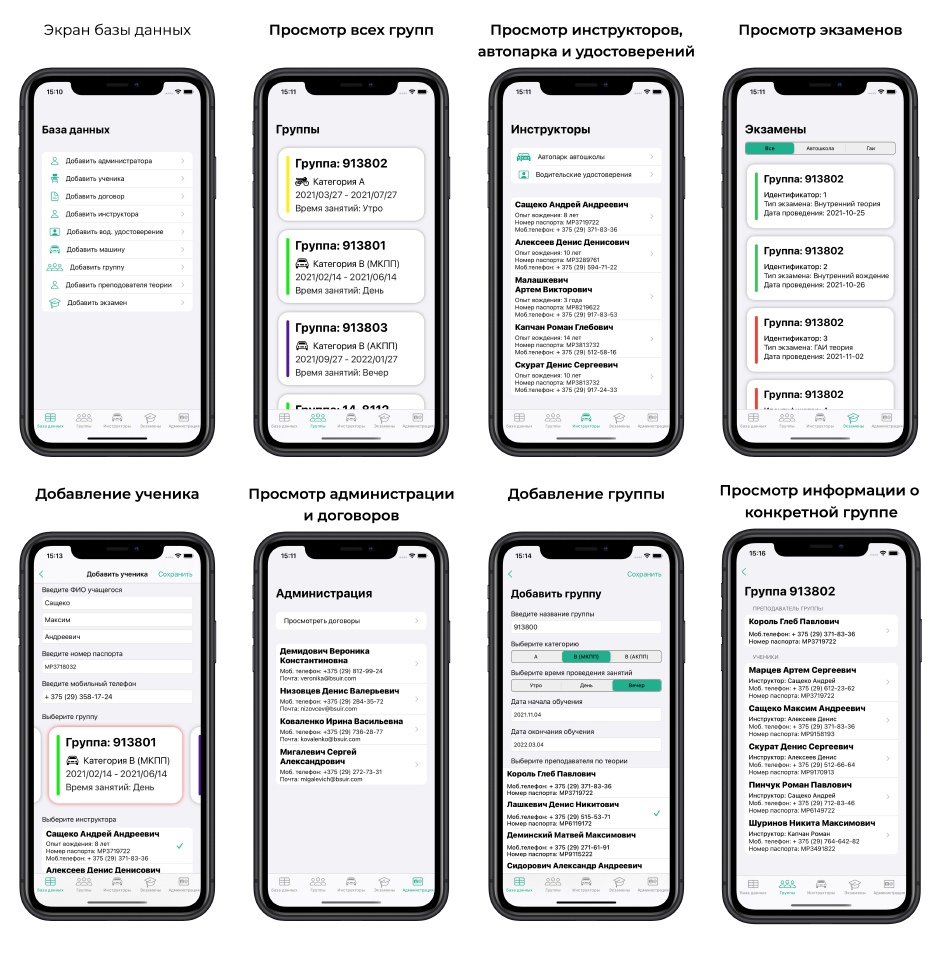 Экран базы данных
Просмотр всех групп
Просмотр инструкторов,
автопарка и удостоверений
Просмотр экзаменов
15:10
База данных
Добавить администратора
Добавить ученика
Добавить договор
Добавить инструктора
Добавить вод. удостоверение
Добавить машину
Добавить группу
Добавить преподавателя теории
Добавить экзамен
База данных Группы Инструкторы Экзамены Администрация
15:11
Группы
Группа: 913802
Категория A
2021/03/27 - 2021/07/27
Время занятий: Утро
Группа: 913801
Категория B (МКПП)
2021/02/14 - 2021/06/14
Время занятий: День
Группа: 913803
Категория B (АКПП)
2021/09/27 - 2022/01/27
Время занятий: Вечер
База данных Группы Инструкторы Экзамены Администрация
15:11
Инструкторы
Автопарк автошколы
Водительские удостоверения
Сащеко Андрей Андреевич
Опыт вождения: 8 лет
Номер паспорта: MP3719722
Моб.телефон: + 375 (29) 371-83-36
Алексеев Денис Денисович
Опыт вождения: 10 лет
Номер паспорта: MP3289761
Моб.телефон: + 375 (29) 594-71-22
Малашкевич
Артем Викторович
Опыт вождения: 3 года
Номер паспорта: MP8219622
Моб.телефон: + 375 (29) 917-83-53
Капчан Роман Глебович
Опыт вождения: 14 лет
Номер паспорта: MP3813732
Моб.телефон: + 375 (29) 512-58-16
Скурат Денис Сергеевич
Опыт вождения: 10 лет
Номер паспорта: MP3813732
Моб.телефон: + 375 (29) 917-24-33
База данных Группы Инструкторы Экзамены Администрация
15:11
Экзамены
Все Автошкола Гаи
Группа: 913802
Идентификатор: 1
Тип экзамена: Внутренний теория
Дата проведения: 2021-10-25
Группа: 913802
Идентификатор: 2
Тип экзамена: Внутренний вождение
Дата проведения: 2021-10-26
Группа: 913802
Идентификатор: 3
Тип экзамена: ГАИ теория
Дата проведения: 2021-11-02
Группа: 913802
База данных Группы Инструкторы Экзамены Администрация
Добавление ученика
Просмотр администрации
и договоров
Добавление группы
Просмотр информации о
конкретной группе
15:13
Добавить ученика Сохранить
Введите ФИО учащегося
Сащеко
Максим
Андреевич
Введите номер паспорта
MP3718032
Введите мобильный телефон
+ 375 (29) 358-17-24
Выберите группу
Группа: 913801
Категория B (МКПП)
2021/02/14 - 2021/06/14
Время занятий: День
Выберите инструктора
Сащеко Андрей Андреевич
Опыт вождения: 8 лет
Номер паспорта: MP3719722
Моб.телефон: + 375 (29) 371-83-36
Алексеев Денис Денисович
База данных Группы Инструкторы Экзамены Администрация
15:11
Администрация
Просмотреть договоры
Демидович Вероника
Константиновна
Моб. телефон: +375 (29) 812-99-24
Почта: veronika@bsuir.com
Низовцев Денис Валерьевич
Моб. телефон: +375 (29) 284-35-72
Почта: nizovcev@bsuir.com
Коваленко Ирина Васильевна
Моб. телефон: +375 (29) 736-28-77
Почта: kovalenko@bsuir.com
Мигалевич Сергей
Александрович
Моб. телефон: +375 (29) 272-73-31
Почта: migalevich@bsuir.com
База данных Группы Инструкторы Экзамены Администрация
15:14
Сохранить
Добавить группу
Введите название группы
913800
Выберите категорию
A B (МКПП) B (АКПП)
Выберите время проведения занятий
Утро День Вечер
Дата начала обучения
2021.11.04
Дата окончания обучения
2022.03.04
Выберите преподавателя по теории
Король Глеб Павлович
Моб.телефон: + 375 (29) 371-83-36
Номер паспорта: MP3719722
Лашкевич Денис Никитович
Моб.телефон: + 375 (29) 515-53-71
Номер паспорта: MP6119172
Деминский Матвей Максимович
Моб.телефон: + 375 (29) 271-61-91
Номер паспорта: MP9115222
Сидорович Александр Андреевич
База данных Группы Инструкторы Экзамены Администрация
15:16
Группа 913802
ПРЕПОДАВАТЕЛЬ ГРУППЫ
Король Глеб Павлович
Моб.телефон: + 375 (29) 371-83-36
Номер паспорта: MP3719722
УЧЕНИКИ
Марцев Артем Сергеевич
Инструктор: Сащеко Андрей
Моб. телефон: + 375 (29) 612-23-62
Номер паспорта: MP3719722
Сащеко Максим Андреевич
Инструктор: Алексеев Денис
Моб. телефон: + 375 (29) 371-83-36
Номер паспорта: MP9158193
Скурат Денис Сергеевич
Инструктор: Алексеев Денис
Моб. телефон: + 375 (29) 512-66-64
Номер паспорта: MP9170913
Пинчук Роман Павлович
Инструктор: Сащеко Андрей
Моб. телефон: + 375 (29) 712-83-46
Номер паспорта: MP6149722
Шуринов Никита Максимович
Инструктор: Капчан Роман
Моб. телефон: + 375 (29) 764-642-82
Номер паспорта: MP3491822
База данных Группы Инструкторы Экзамены Администрация